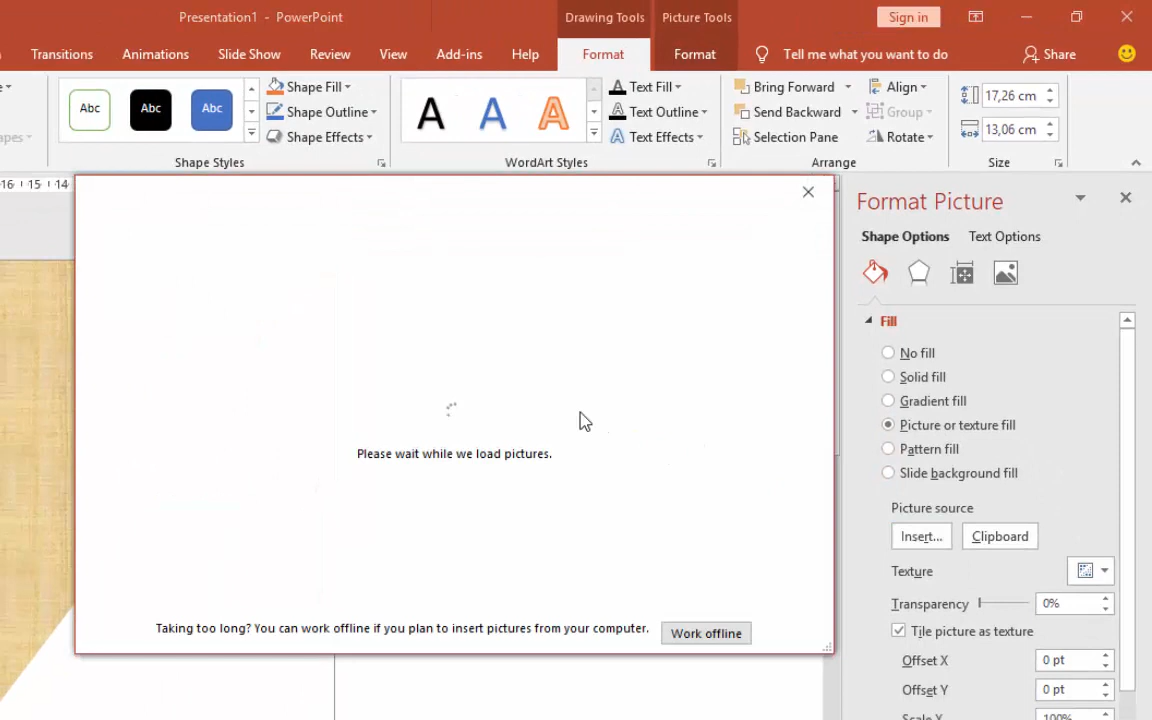 Presentation1 - PowerPoint
Drawing Tools
Picture Tools
Sign in
Transitions
Animations
Slide Show
Review
View
Add-ins
Help
Format
Format
Tell me what you want to do
Share
Abc
Abc
Abc
Shape Fill
Shape Outline
Shape Effects
Shape Styles
A
A
A
Text Fill
Text Outline
Text Effects
WordArt Styles
Bring Forward
Send Backward
Selection Pane
Align
Group
Rotate
Arrange
17,26 cm
13,06 cm
Size
16 15 14
Please wait while we load pictures.
Taking too long? You can work offline if you plan to insert pictures from your computer.
Work offline
Format Picture
Shape Options
Text Options
Fill
No fill
Solid fill
Gradient fill
Picture or texture fill
Pattern fill
Slide background fill
Picture source
Insert...
Clipboard
Texture
Transparency
0%
Tile picture as texture
Offset X
0 pt
Offset Y
0 pt
Scale X
100%